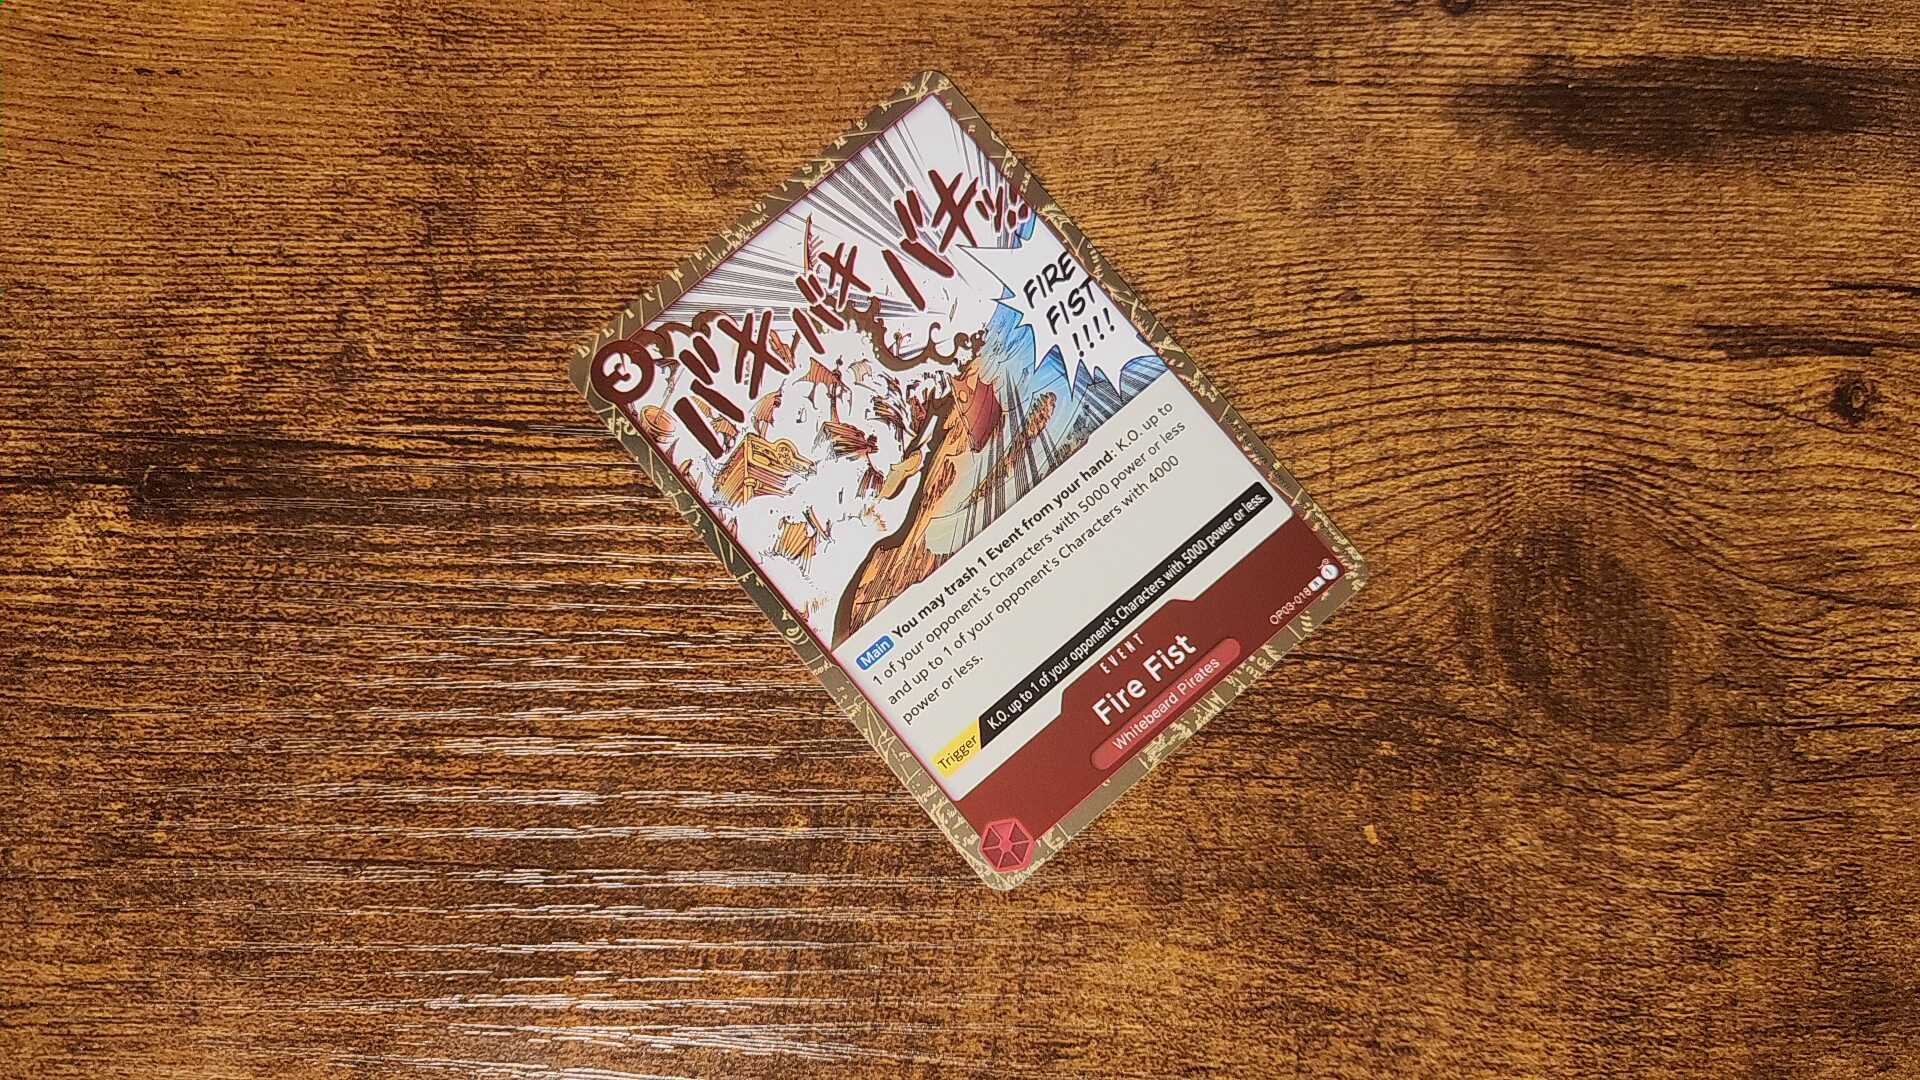 3
バキバキバキッ!!
FIRE
FIST
!!!!
Main You may trash 1 Event from your hand: K.O. up to
1 of your opponent's Characters with 5000 power or less
and up to 1 of your opponent's Characters with 4000
power or less.
Trigger K.O. up to 1 of your opponent's Characters with 5000 power or less.
EVENT
Fire Fist
Whitebeard Pirates
OP03-018 R 1